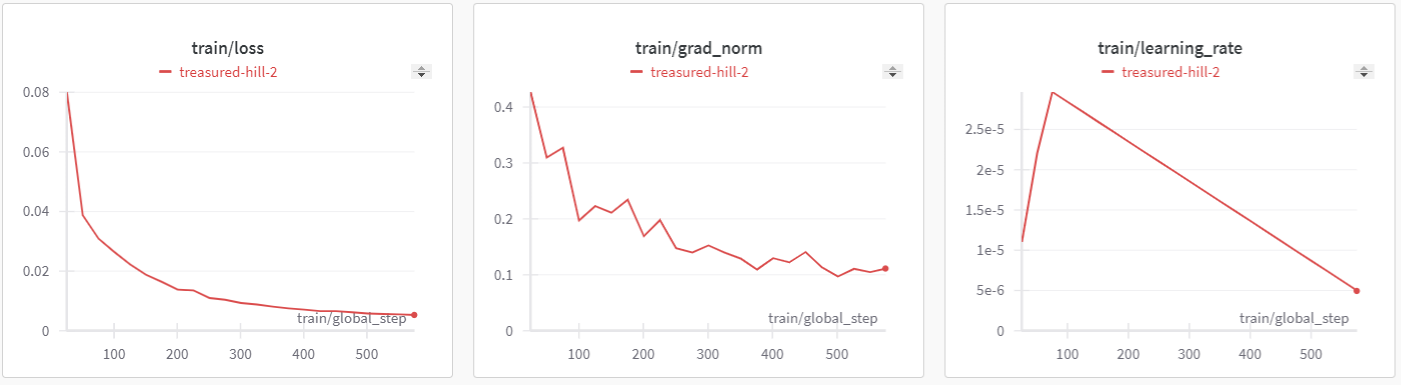 train/loss
treasured-hill-2
0.08
0.06
0.04
0.02
0
train/global_step
100 200 300 400 500
train/grad_norm
treasured-hill-2
0.4
0.3
0.2
0.1
0
train/global_step
100 200 300 400 500
train/learning_rate
treasured-hill-2
2.5e-5
2e-5
1.5e-5
1e-5
5e-6
0
train/global_step
100 200 300 400 500